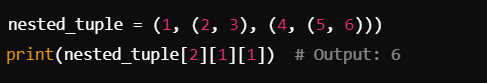 nested_tuple = (1, (2, 3), (4, (5, 6)))
print(nested_tuple[2][1][1])  # Output: 6